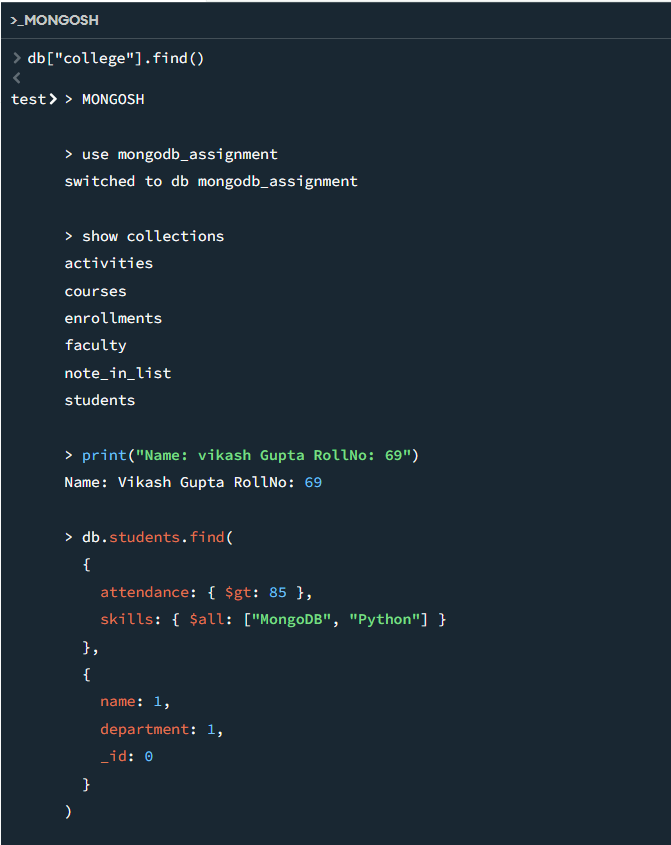 >_MONGOSH
> db["college"].find()
<
test> > MONGOSH
> use mongodb_assignment
switched to db mongodb_assignment
> show collections
activities
courses
enrollments
faculty
note_in_list
students
> print("Name: vikash Gupta RollNo: 69")
Name: Vikash Gupta RollNo: 69
> db.students.find(
{
attendance: { $gt: 85 },
skills: { $all: ["MongoDB", "Python"] }
},
{
name: 1,
department: 1,
_id: 0
}
)